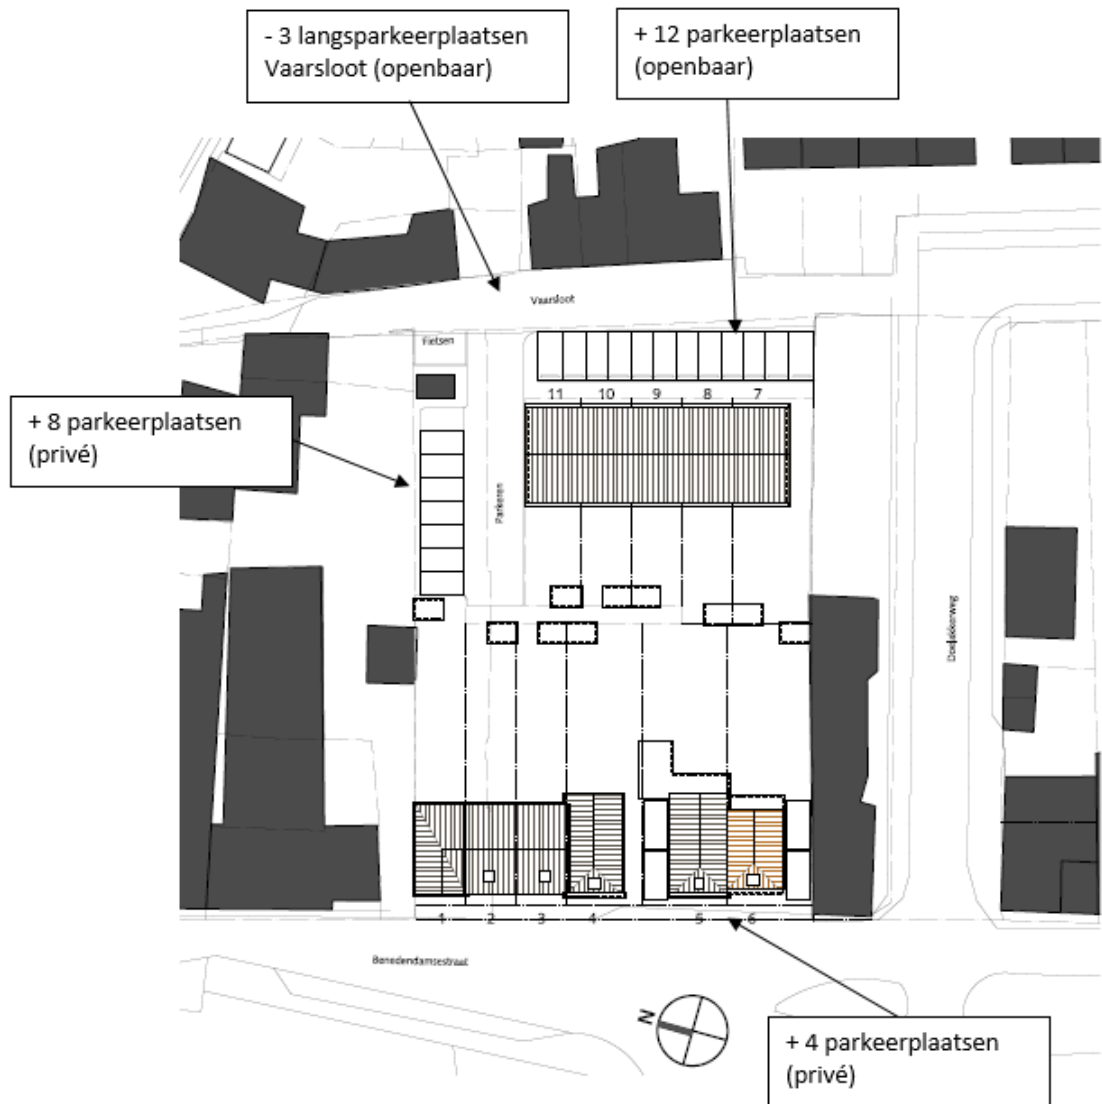 - 3 langsparkeerplaatsen
Vaarsloot (openbaar)
+ 12 parkeerplaatsen
(openbaar)
Vaarsloot
Fietsen
11 10 9 8 7
+ 8 parkeerplaatsen
(privé)
Parkeren
1 2 3 4 5 6
Benedendamsestraat
N
+ 4 parkeerplaatsen
(privé)